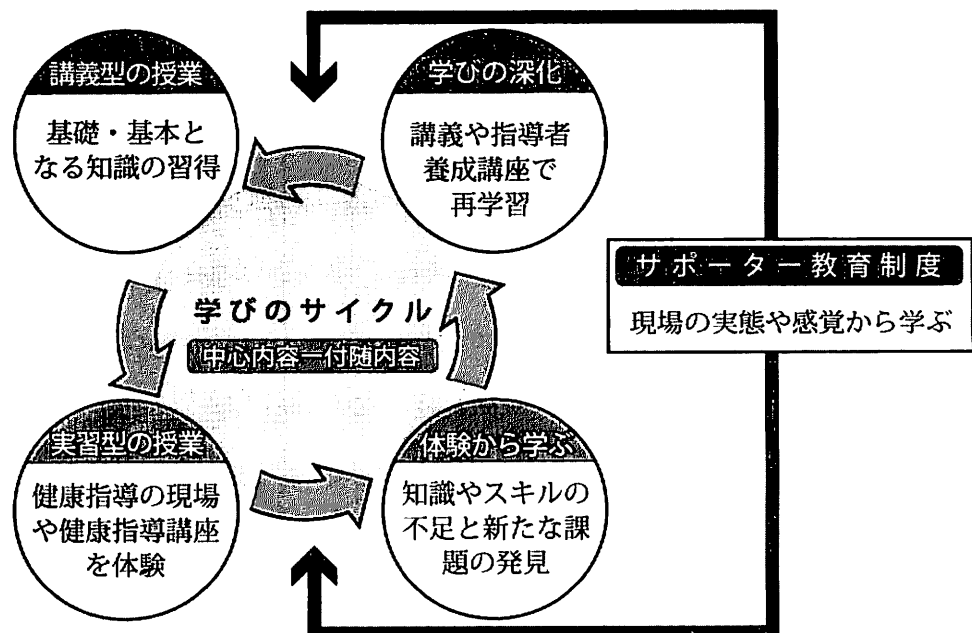 講義型の授業
基礎・基本と
なる知識の習得
学びの深化
講義や指導者
養成講座で
再学習
サポーター教育制度
現場の実態や感覚から学ぶ
学びのサイクル
中心内容ー付随内容
実習型の授業
健康指導の現場
や健康指導講座
を体験
体験から学ぶ
知識やスキルの
不足と新たな課
題の発見